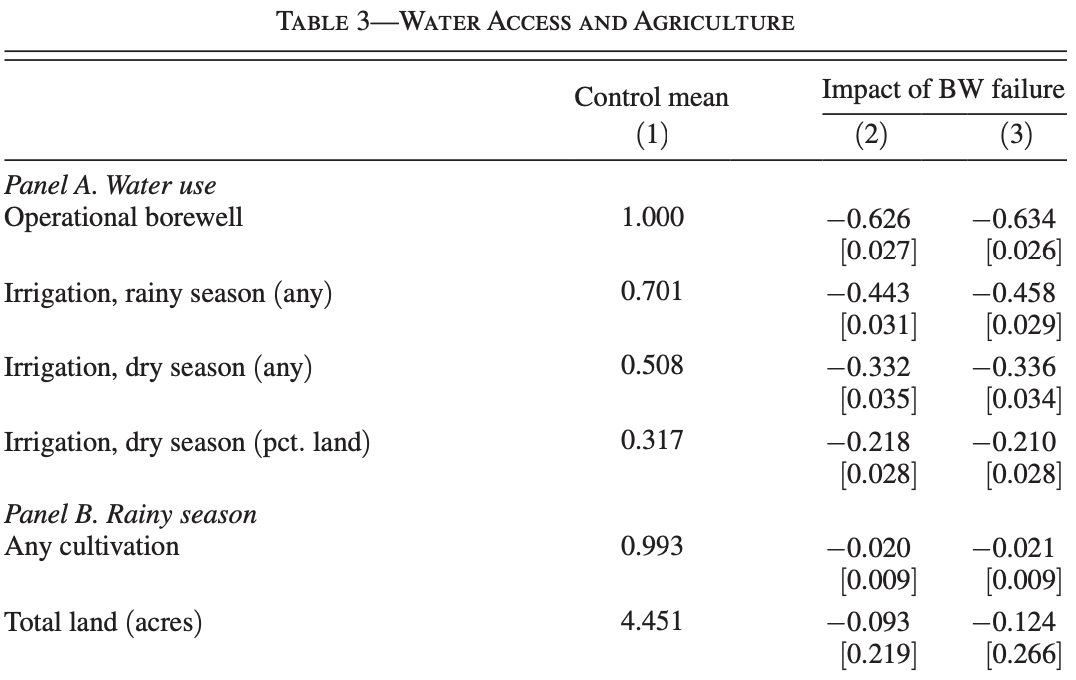 TABLE 3—WATER ACCESS AND AGRICULTURE
Control mean Impact of BW failure
(1) (2) (3)
Panel A. Water use
Operational borewell 1.000 −0.626 −0.634
[0.027] [0.026]
Irrigation, rainy season (any) 0.701 −0.443 −0.458
[0.031] [0.029]
Irrigation, dry season (any) 0.508 −0.332 −0.336
[0.035] [0.034]
Irrigation, dry season (pct. land) 0.317 −0.218 −0.210
[0.028] [0.028]
Panel B. Rainy season
Any cultivation 0.993 −0.020 −0.021
[0.009] [0.009]
Total land (acres) 4.451 −0.093 −0.124
[0.219] [0.266]